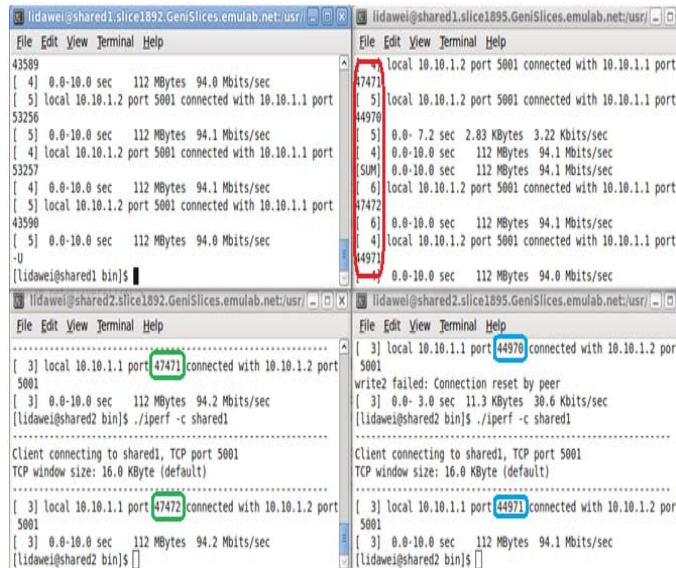 lidawei@shared1.slice1892.GeniSlices.emulab.net:/usr/
File Edit View Terminal Help
43589
[ 4] 0.0-10.0 sec 112 MBytes 94.0 Mbits/sec
[ 5] local 10.10.1.2 port 5001 connected with 10.10.1.1 port
53256
[ 5] 0.0-10.0 sec 112 MBytes 94.1 Mbits/sec
[ 4] local 10.10.1.2 port 5001 connected with 10.10.1.1 port
53257
[ 4] 0.0-10.0 sec 112 MBytes 94.1 Mbits/sec
[ 5] local 10.10.1.2 port 5001 connected with 10.10.1.1 port
43590
[ 5] 0.0-10.0 sec 112 MBytes 94.0 Mbits/sec
-U
[lidawei@shared1 bin]$
lidawei@shared1.slice1895.GeniSlices.emulab.net:/usr/
File Edit View Terminal Help
[ 4] local 10.10.1.2 port 5001 connected with 10.10.1.1 port
47471
[ 5] local 10.10.1.2 port 5001 connected with 10.10.1.1 port
44970
[ 5] 0.0- 7.2 sec 2.83 KBytes 3.22 Kbits/sec
[ 4] 0.0-10.0 sec 112 MBytes 94.1 Mbits/sec
[SUM] 0.0-10.0 sec 112 MBytes 94.1 Mbits/sec
[ 6] local 10.10.1.2 port 5001 connected with 10.10.1.1 port
47472
[ 6] 0.0-10.0 sec 112 MBytes 94.1 Mbits/sec
[ 4] local 10.10.1.2 port 5001 connected with 10.10.1.1 port
44971
[ 4] 0.0-10.0 sec 112 MBytes 94.0 Mbits/sec
lidawei@shared2.slice1892.GeniSlices.emulab.net:/usr/
File Edit View Terminal Help
------------------------------------------------------------
[ 3] local 10.10.1.1 port 47471 connected with 10.10.1.2 port
5001
[ 3] 0.0-10.0 sec 112 MBytes 94.2 Mbits/sec
[lidawei@shared2 bin]$ ./iperf -c shared1
------------------------------------------------------------
Client connecting to shared1, TCP port 5001
TCP window size: 16.0 KByte (default)
------------------------------------------------------------
[ 3] local 10.10.1.1 port 47472 connected with 10.10.1.2 port
5001
[ 3] 0.0-10.0 sec 112 MBytes 94.2 Mbits/sec
[lidawei@shared2 bin]$
lidawei@shared2.slice1895.GeniSlices.emulab.net:/usr/
File Edit View Terminal Help
[ 3] local 10.10.1.1 port 44970 connected with 10.10.1.2 por
5001
write2 failed: Connection reset by peer
[ 3] 0.0- 3.0 sec 11.3 KBytes 30.6 Kbits/sec
[lidawei@shared2 bin]$ ./iperf -c shared1
------------------------------------------------------------
Client connecting to shared1, TCP port 5001
TCP window size: 16.0 KByte (default)
------------------------------------------------------------
[ 3] local 10.10.1.1 port 44971 connected with 10.10.1.2 por
5001
[ 3] 0.0-10.0 sec 112 MBytes 94.1 Mbits/sec
[lidawei@shared2 bin]$